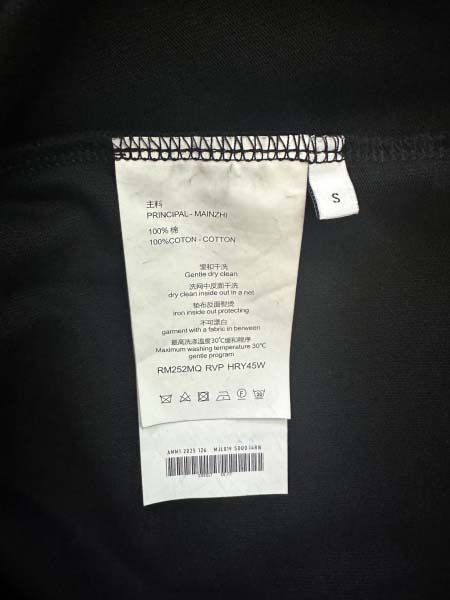 S
主料
PRINCIPAL- MAINZHI
100% 棉
100%COTON - COTTON
缓和干洗
Gentle dry clean
洗网中反面干洗
dry clean inside out in a net
垫布反面熨烫
iron inside out protecting
不可漂白
garment with a fabric in between
最高洗涤温度30℃缓和程序
Maximum washing temperature 30℃
gentle program
RM252MQ RVP HRY45W